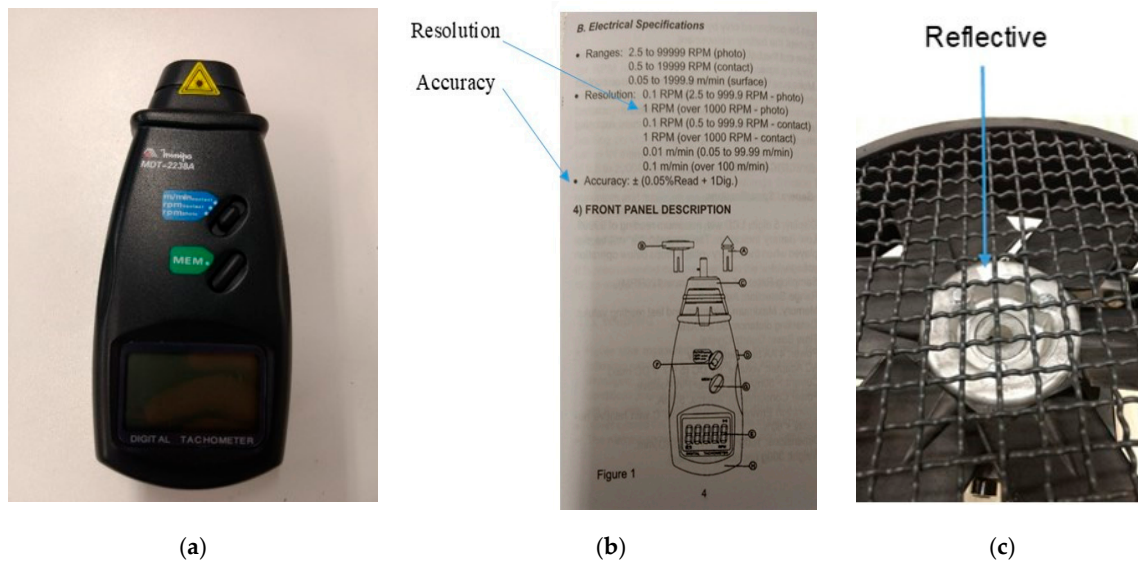 Minipa
MDT-2238A
m/min
rpm
rpm
MEM
DIGITAL TACHOMETER
(a)
Resolution
Accuracy
B. Electrical Specifications
• Ranges: 2.5 to 99999 RPM (photo)
0.5 to 19999 RPM (contact)
0.05 to 1999.9 m/min (surface)
• Resolution: 0.1 RPM (2.5 to 999.9 RPM - photo)
1 RPM (over 1000 RPM - photo)
0.1 RPM (0.5 to 999.9 RPM - contact)
1 RPM (over 1000 RPM - contact)
0.01 m/min (0.05 to 99.99 m/min)
0.1 m/min (over 100 m/min)
• Accuracy: ± (0.05%Read + 1Dig.)
4) FRONT PANEL DESCRIPTION
B
A
C
D
F
G
E
DIGITAL TACHOMETER
H
Figure 1
4
(b)
Reflective
(c)